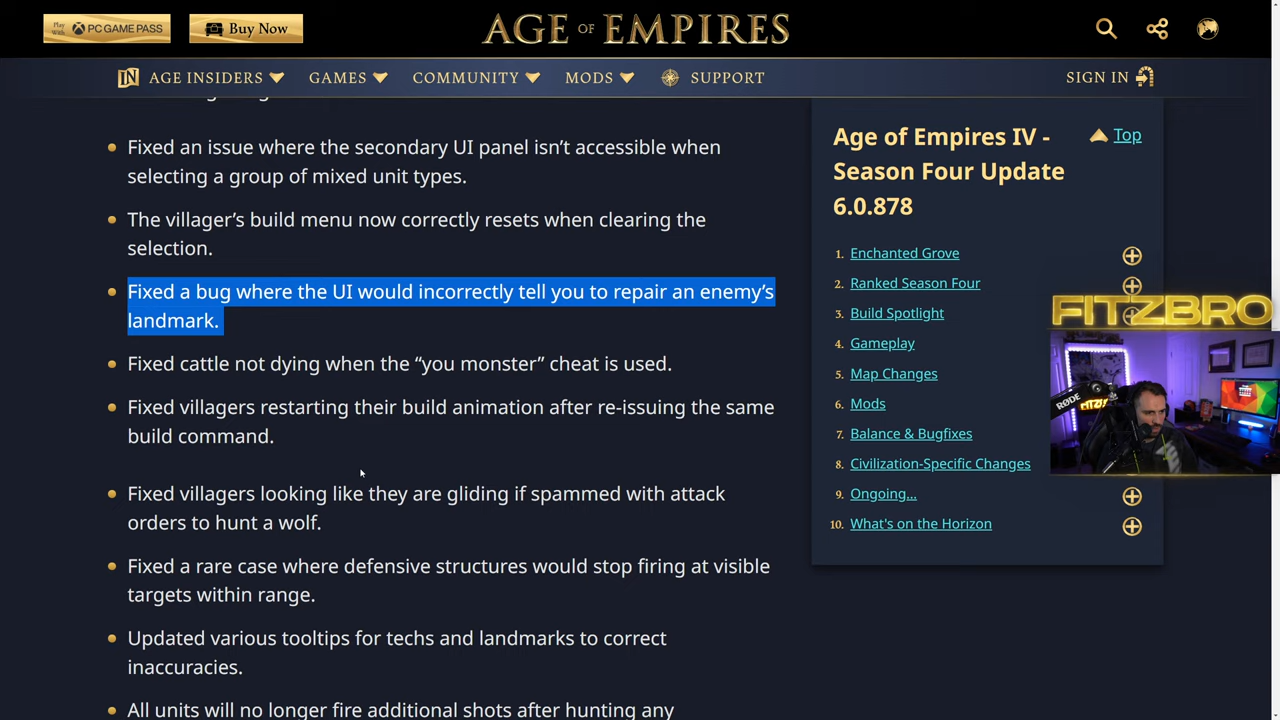 Play With PC GAME PASS
Buy Now
AGE OF EMPIRES
AGE INSIDERS
GAMES
COMMUNITY
MODS
SUPPORT
SIGN IN
Fixed an issue where the secondary UI panel isn’t accessible when
selecting a group of mixed unit types.
The villager’s build menu now correctly resets when clearing the
selection.
Fixed a bug where the UI would incorrectly tell you to repair an enemy’s
landmark.
Fixed cattle not dying when the “you monster” cheat is used.
Fixed villagers restarting their build animation after re-issuing the same
build command.
Fixed villagers looking like they are gliding if spammed with attack
orders to hunt a wolf.
Fixed a rare case where defensive structures would stop firing at visible
targets within range.
Updated various tooltips for techs and landmarks to correct
inaccuracies.
All units will no longer fire additional shots after hunting any
Age of Empires IV -
Season Four Update
6.0.878
Top
1. Enchanted Grove
2. Ranked Season Four
3. Build Spotlight
4. Gameplay
5. Map Changes
6. Mods
7. Balance & Bugfixes
8. Civilization-Specific Changes
9. Ongoing...
10. What's on the Horizon
FITZBRO
RØDE